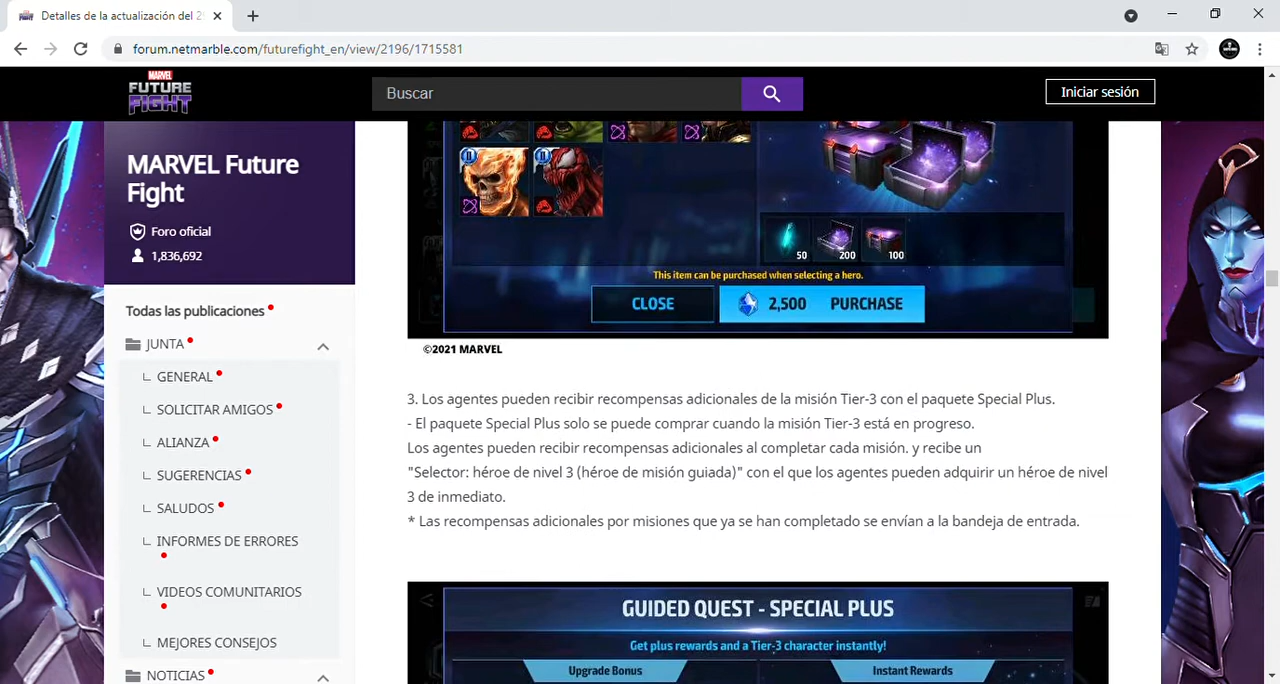 Detalles de la actualización del 2
forum.netmarble.com/futurefight_en/view/2196/1715581
MARVEL
FUTURE
FIGHT
Buscar
Iniciar sesión
MARVEL Future
Fight
Foro oficial
1,836,692
Todas las publicaciones
JUNTA
GENERAL
SOLICITAR AMIGOS
ALIANZA
SUGERENCIAS
SALUDOS
INFORMES DE ERRORES
VIDEOS COMUNITARIOS
MEJORES CONSEJOS
NOTICIAS
II II
50 200 100
This item can be purchased when selecting a hero.
CLOSE 2,500 PURCHASE
©2021 MARVEL
3. Los agentes pueden recibir recompensas adicionales de la misión Tier-3 con el paquete Special Plus.
- El paquete Special Plus solo se puede comprar cuando la misión Tier-3 está en progreso.
Los agentes pueden recibir recompensas adicionales al completar cada misión. y recibe un
"Selector: héroe de nivel 3 (héroe de misión guiada)" con el que los agentes pueden adquirir un héroe de nivel
3 de inmediato.
* Las recompensas adicionales por misiones que ya se han completado se envían a la bandeja de entrada.
GUIDED QUEST - SPECIAL PLUS
Get plus rewards and a Tier-3 character instantly!
Upgrade Bonus Instant Rewards